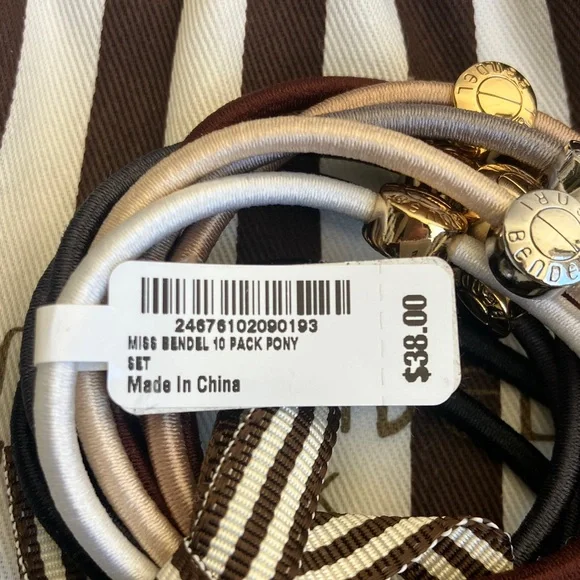 24676102090193
MISS BENDEL 10 PACK PONY
SET
Made In China
$38.00
BENDEL